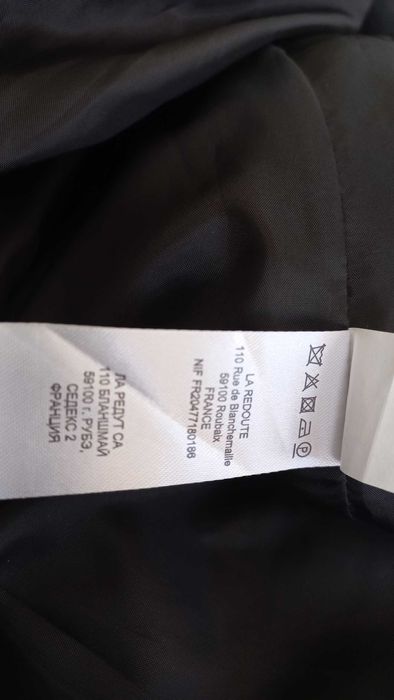 LA REDOUTE
110 Rue de Blanchemaille
59100 Roubaix
FRANCE
NIF FR20477180186
ЛА РЕДУТ СА
110 БЛАНШМАЙ
59100 г. РУБЭ,
СЕДЕКС 2
ФРАНЦИЯ